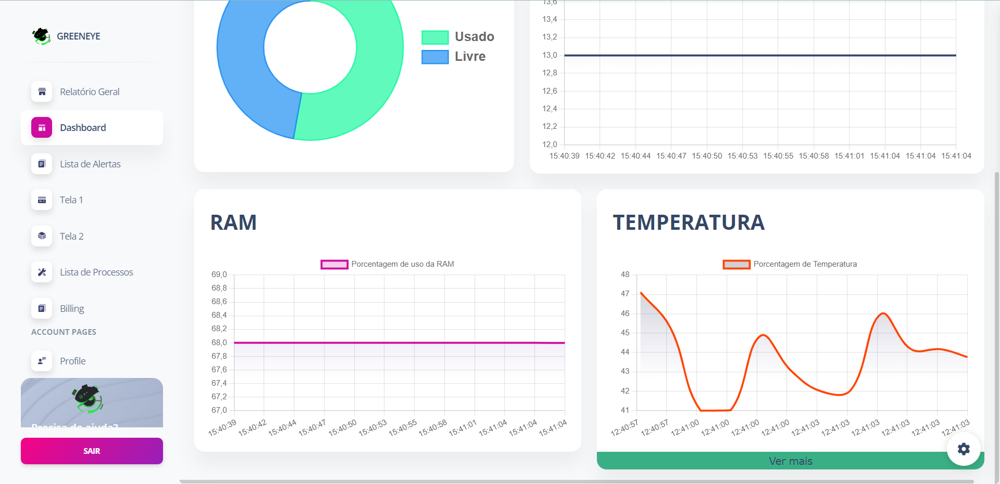 GREENEYE
Relatório Geral
Dashboard
Lista de Alertas
Tela 1
Tela 2
Lista de Processos
Billing
ACCOUNT PAGES
Profile
Precisa de ajuda?
SAIR
Usado
Livre
13,6
13,4
13,2
13,0
12,8
12,6
12,4
12,2
12,0
15:40:39 15:40:42 15:40:44 15:40:47 15:40:50 15:40:53 15:40:55 15:40:58 15:41:01 15:41:04 15:41:04 15:41:04
RAM
Porcentagem de uso da RAM
69,0
68,8
68,6
68,4
68,2
68,0
67,8
67,6
67,4
67,2
67,0
15:40:39 15:40:42 15:40:44 15:40:47 15:40:50 15:40:53 15:40:55 15:40:58 15:41:01 15:41:04 15:41:04 15:41:04
TEMPERATURA
Porcentagem de Temperatura
48
47
46
45
44
43
42
41
12:40:57 12:40:57 12:41:00 12:41:00 12:41:00 12:41:00 12:41:03 12:41:03 12:41:03 12:41:03 12:41:03 12:41:03
Ver mais